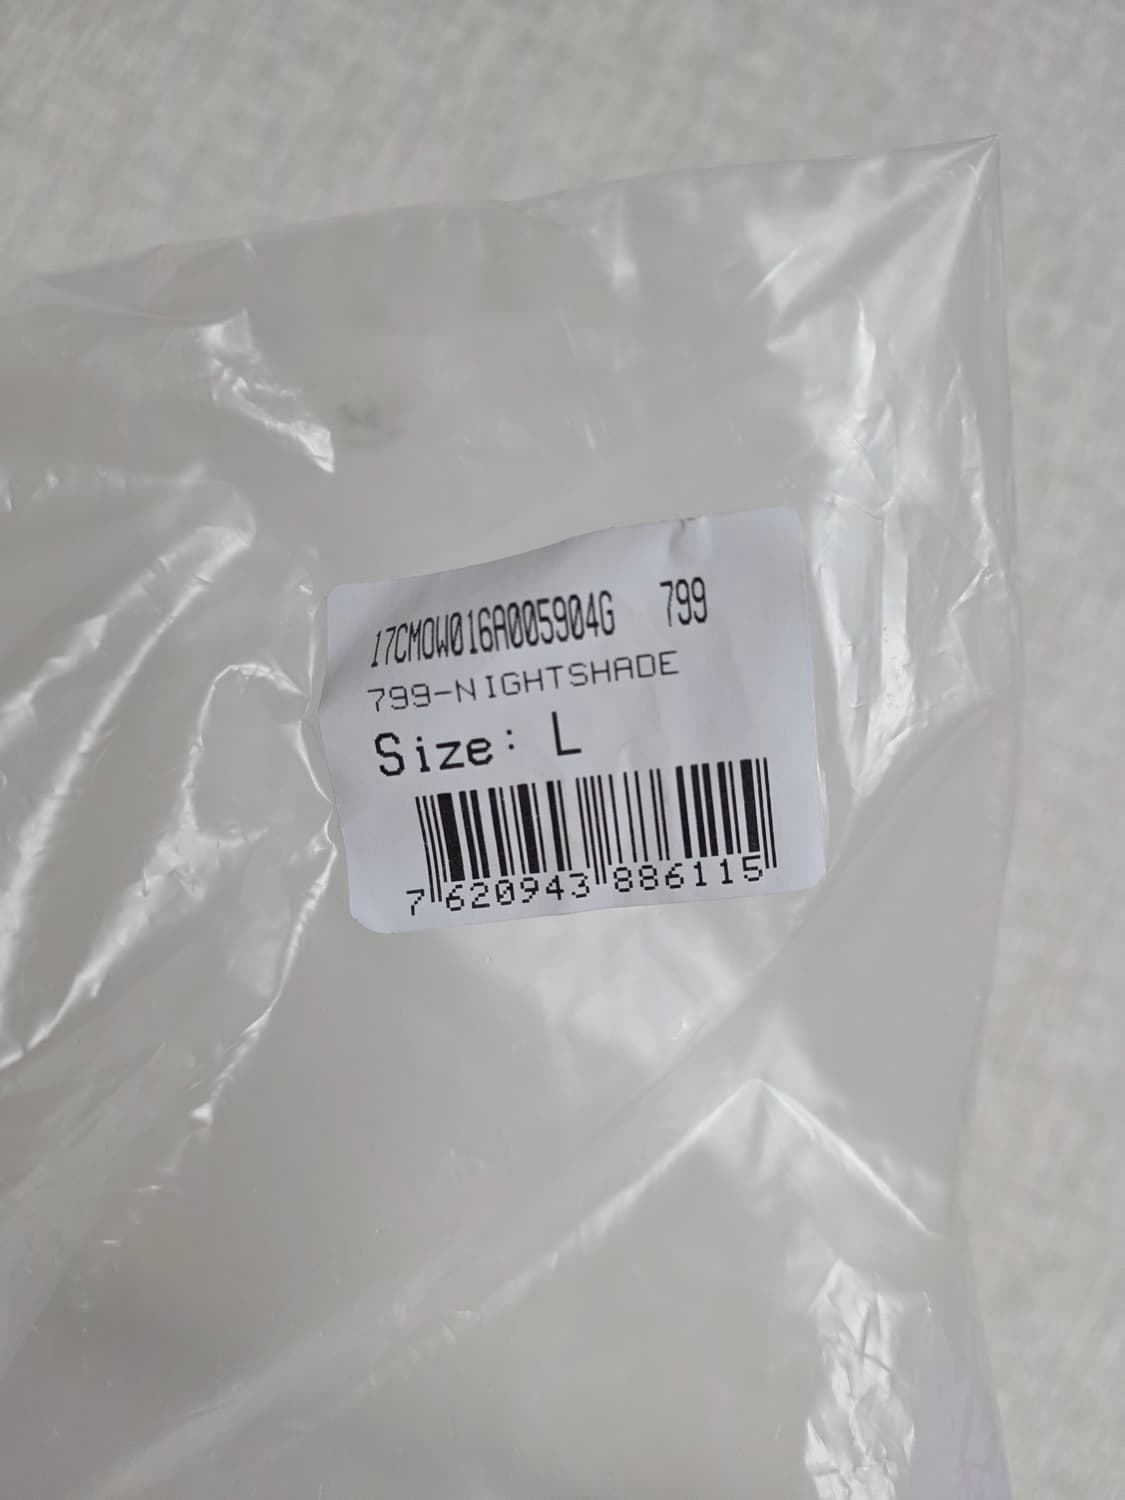 17CMOW016A005904G 799
799-NIGHTSHADE
Size: L
7 620943 886115